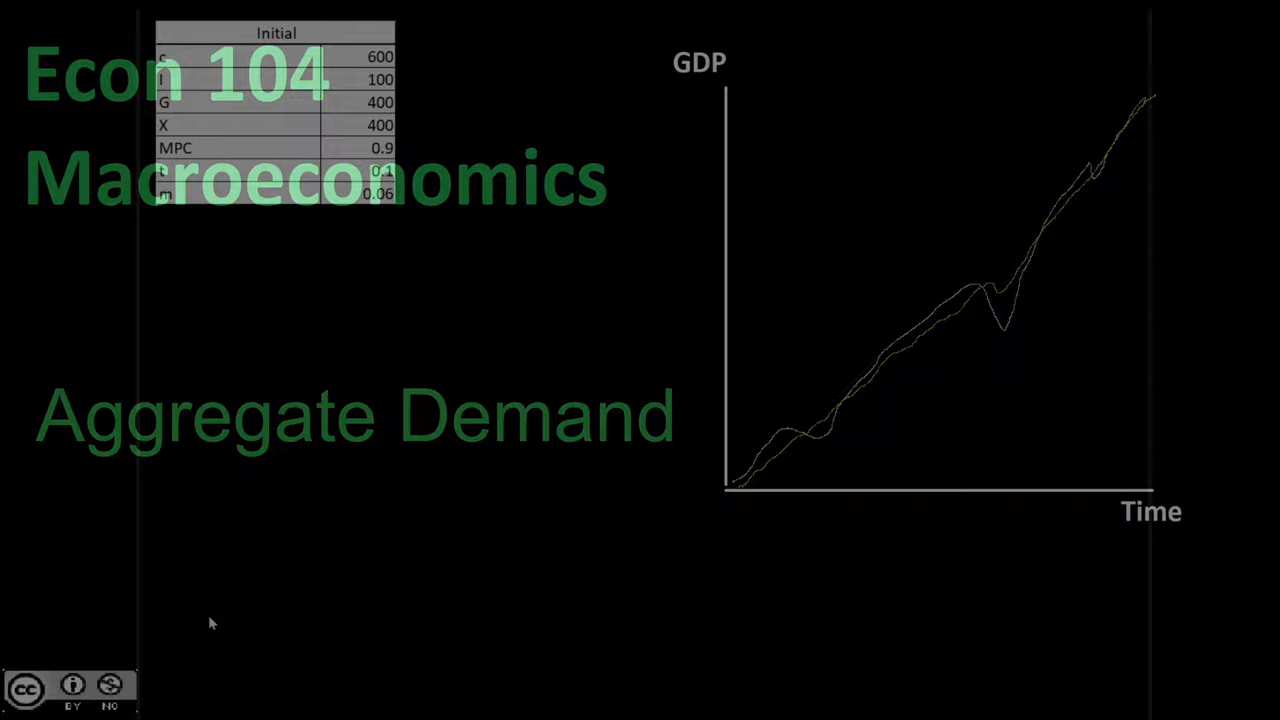 Initial
c 600
Econ 104
I 100
G 400
X 400
MPC 0.9
t 0.1
Macroeconomics
m 0.06
GDP
Aggregate Demand
Time
cc
BY NC